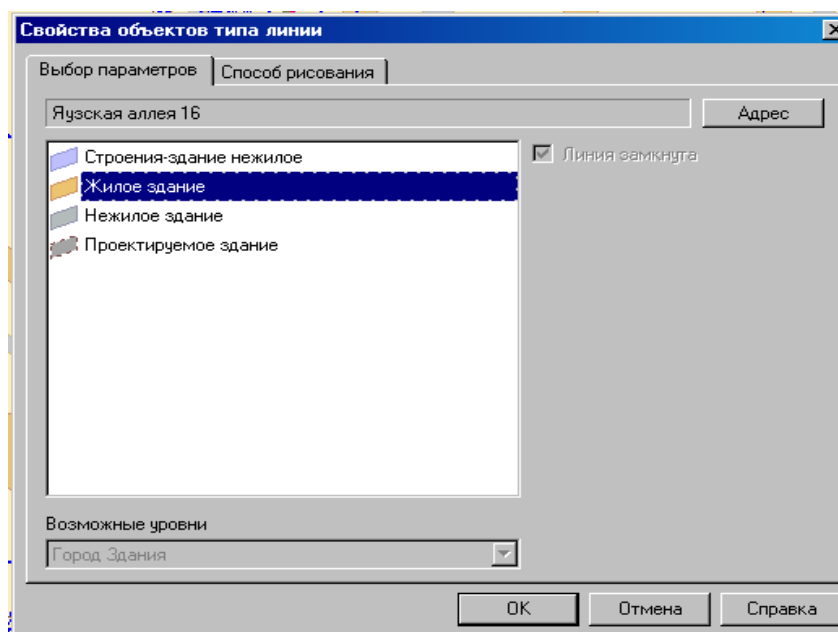 Свойства объектов типа линии
Выбор параметров
Способ рисования
Яузская аллея 16
Адрес
Строения-здание нежилое
Линия замкнута
Жилое здание
Нежилое здание
Проектируемое здание
Возможные уровни
Город Здания
OK
Отмена
Справка